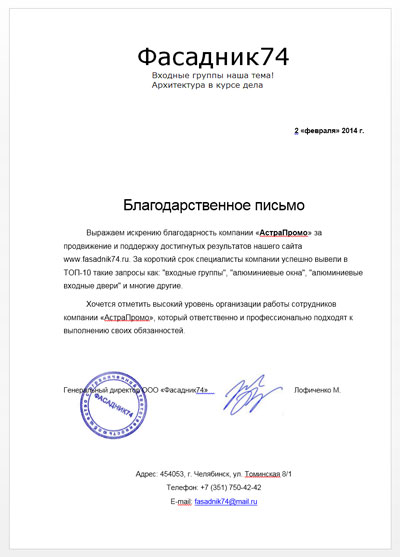 Фасадник74
Входные группы наша тема!
Архитектура в курсе дела
2 «февраля» 2014 г.
Благодарственное письмо
Выражаем искрению благодарность компании «АстраПромо» за
продвижение и поддержку достигнутых результатов нашего сайта
www.fasadnik74.ru. За короткий срок специалисты компании успешно вывели в
ТОП-10 такие запросы как: "входные группы", "алюминиевые окна", "алюминиевые
входные двери" и многие другие.
Хочется отметить высокий уровень организации работы сотрудников
компании «АстраПромо», который ответственно и профессионально подходят к
выполнению своих обязанностей.
Генеральный директор ООО «Фасадник74» Лофиченко М.
ФАСАДНИК74
Адрес: 454053, г. Челябинск, ул. Томинская 8/1
Телефон: +7 (351) 750-42-42
E-mail: fasadnik74@mail.ru